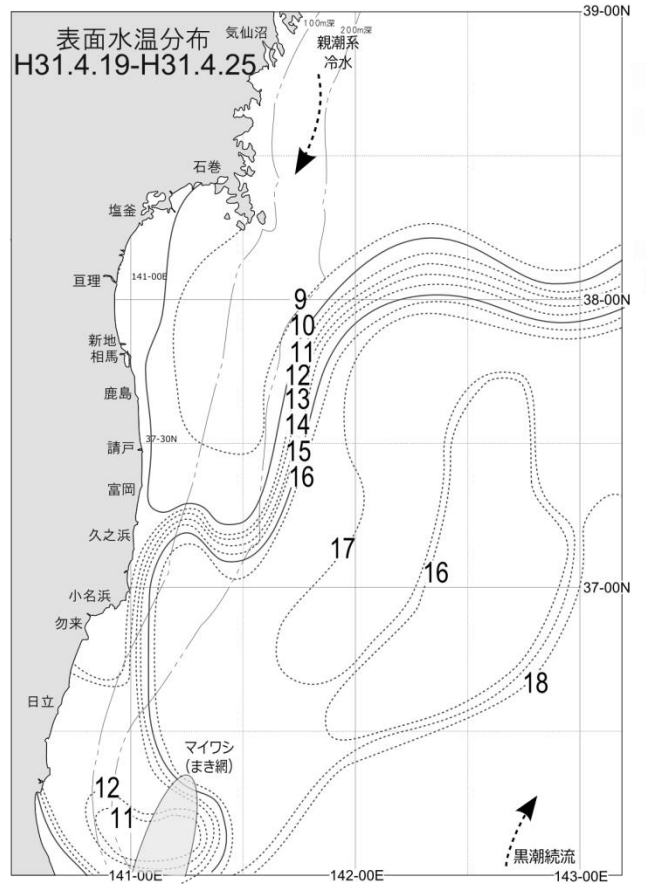 表面水温分布
H31.4.19-H31.4.25
気仙沼
100m深
200m深
親潮系
冷水
39-00N
石巻
塩釜
亘理
141-00E
38-00N
新地
相馬
鹿島
請戸
37-30N
富岡
久之浜
小名浜
勿来
日立
9
10
11
12
13
14
15
16
17
16
18
37-00N
マイワシ
(まき網)
12
11
黒潮続流
141-00E
142-00E
143-00E